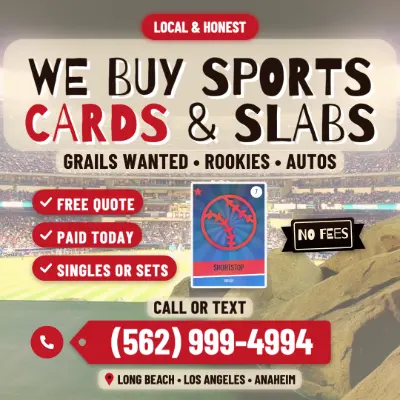 LOCAL & HONEST
WE BUY SPORTS
CARDS & SLABS
GRAILS WANTED • ROOKIES • AUTOS
FREE QUOTE
PAID TODAY
SINGLES OR SETS
SHORTSTOP
NO FEES
CALL OR TEXT
(562) 999-4994
LONG BEACH • LOS ANGELES • ANAHEIM